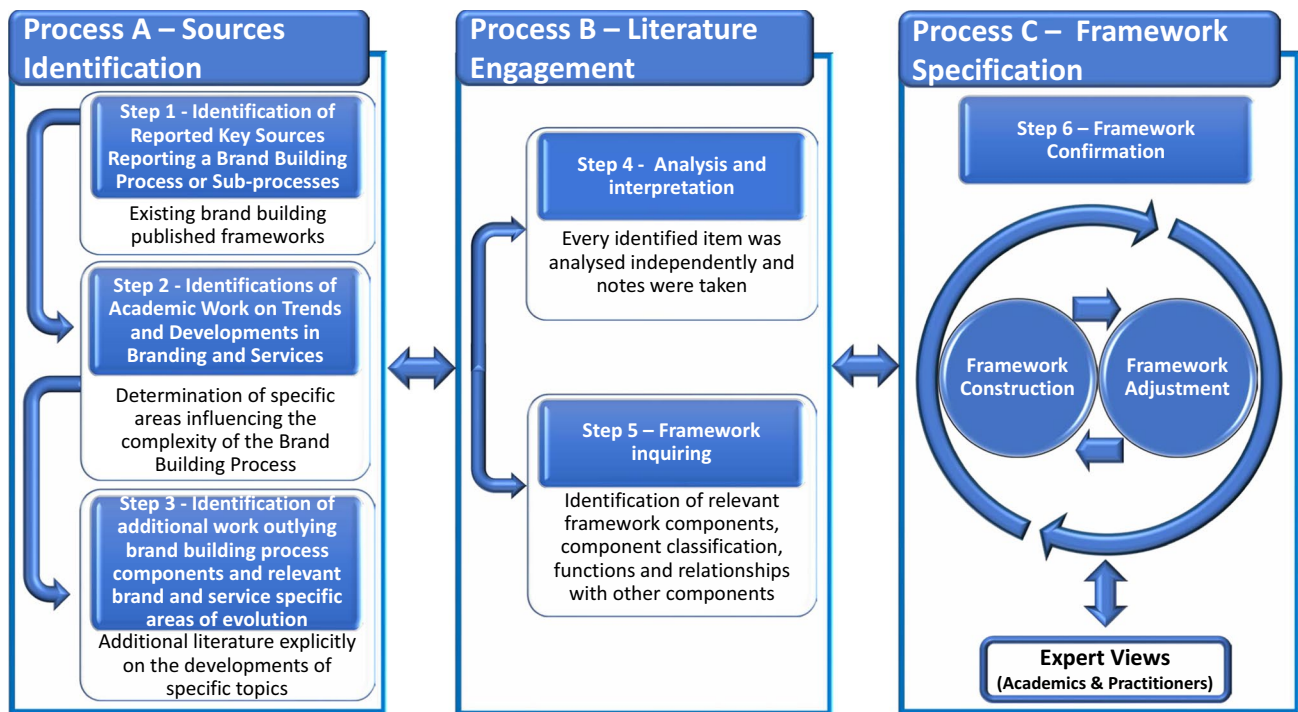 Process A – Sources
Identification
Step 1 - Identification of
Reported Key Sources
Reporting a Brand Building
Process or Sub-processes
Existing brand building
published frameworks
Step 2 - Identifications of
Academic Work on Trends
and Developments in
Branding and Services
Determination of specific
areas influencing the
complexity of the Brand
Building Process
Step 3 - Identification of
additional work outlying
brand building process
components and relevant
brand and service specific
areas of evolution
Additional literature explicitly
on the developments of
specific topics
Process B – Literature
Engagement
Step 4 - Analysis and
interpretation
Every identified item was
analysed independently and
notes were taken
Step 5 – Framework
inquiring
Identification of relevant
framework components,
component classification,
functions and relationships
with other components
Process C – Framework
Specification
Step 6 – Framework
Confirmation
Framework
Construction
Framework
Adjustment
Expert Views
(Academics & Practitioners)